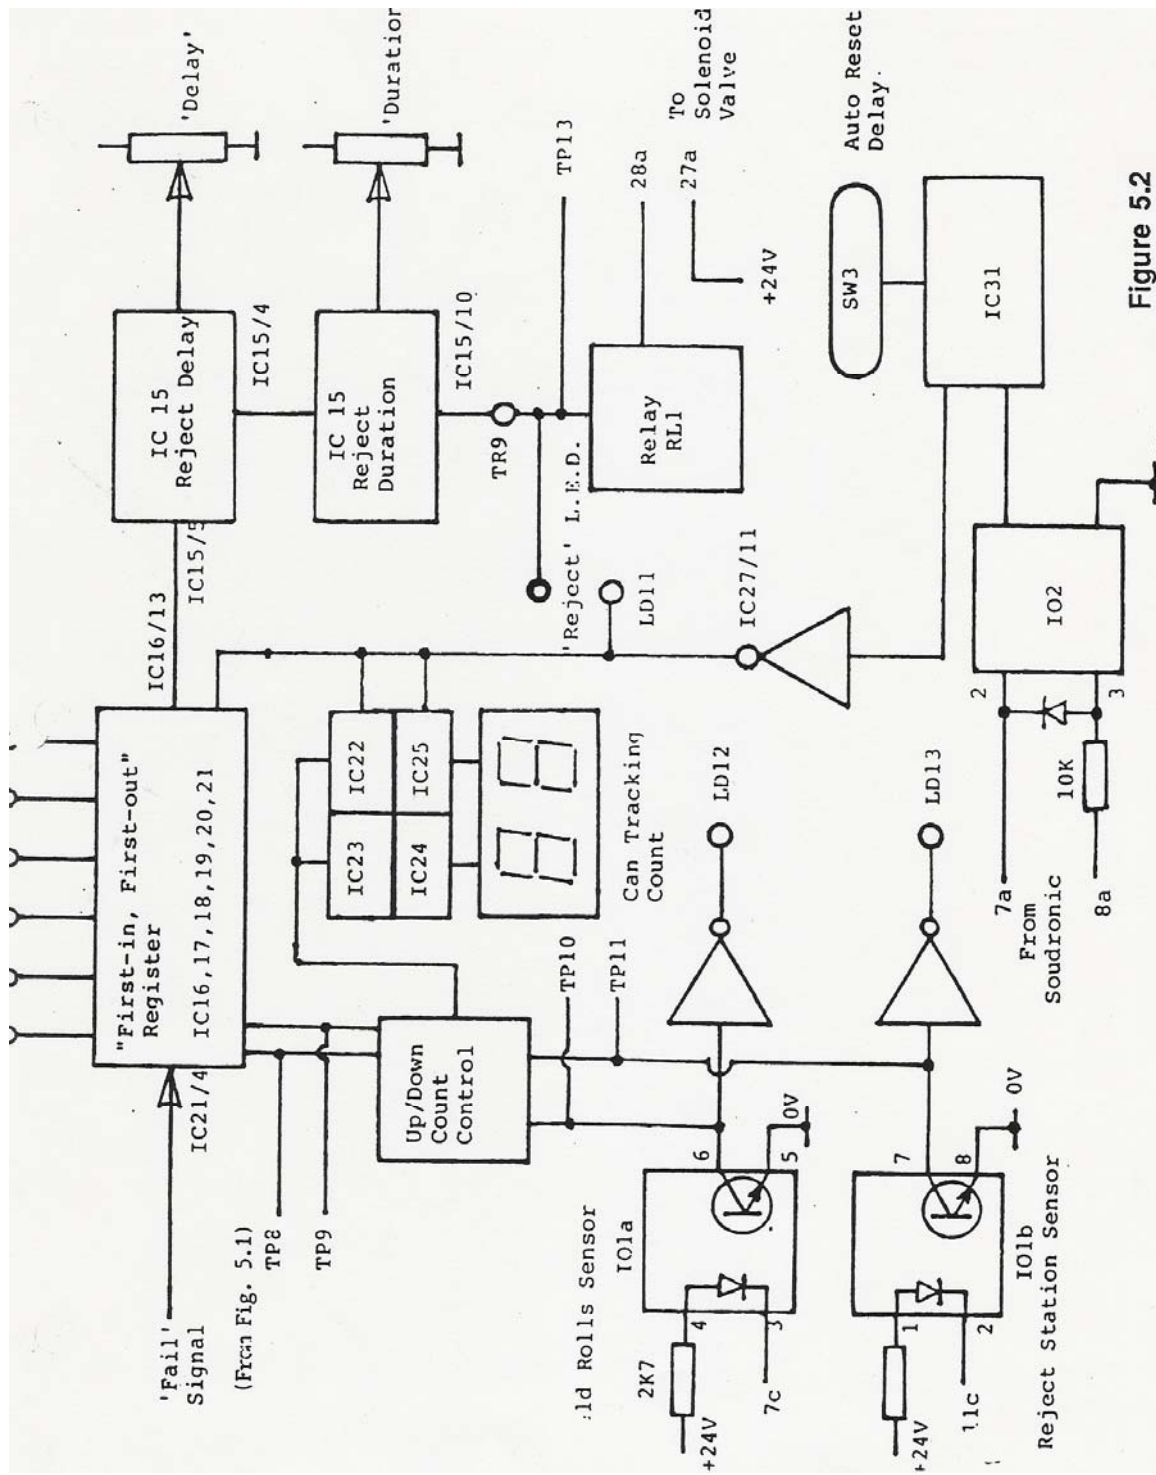 'Fail'
Signal
(From Fig. 5.1)
IC21/4
"First-in, First-out"
Register
IC16,17,18,19,20,21
IC16/13
IC15/5
IC 15
Reject Delay
'Delay'
IC15/4
IC 15
Reject
Duration
'Duration
IC15/10
TR9
TP13
'Reject' L.E.D.
Relay
RL1
28a
27a
To
Solenoid
Valve
+24V
TP8
TP9
Up/Down
Count
Control
IC23
IC22
IC24
IC25
Can Tracking
Count
LD11
IC27/11
TP10
TP11
LD12
LD13
Rolls Sensor
IO1a
+24V
2K7
4
3
7c
6
5
0V
IO1b
Reject Station Sensor
+24V
1
2
7
8
0V
From
Soudronic
7a
8a
10K
2
3
IO2
IC31
SW3
Auto Reset
Delay.
Figure 5.2